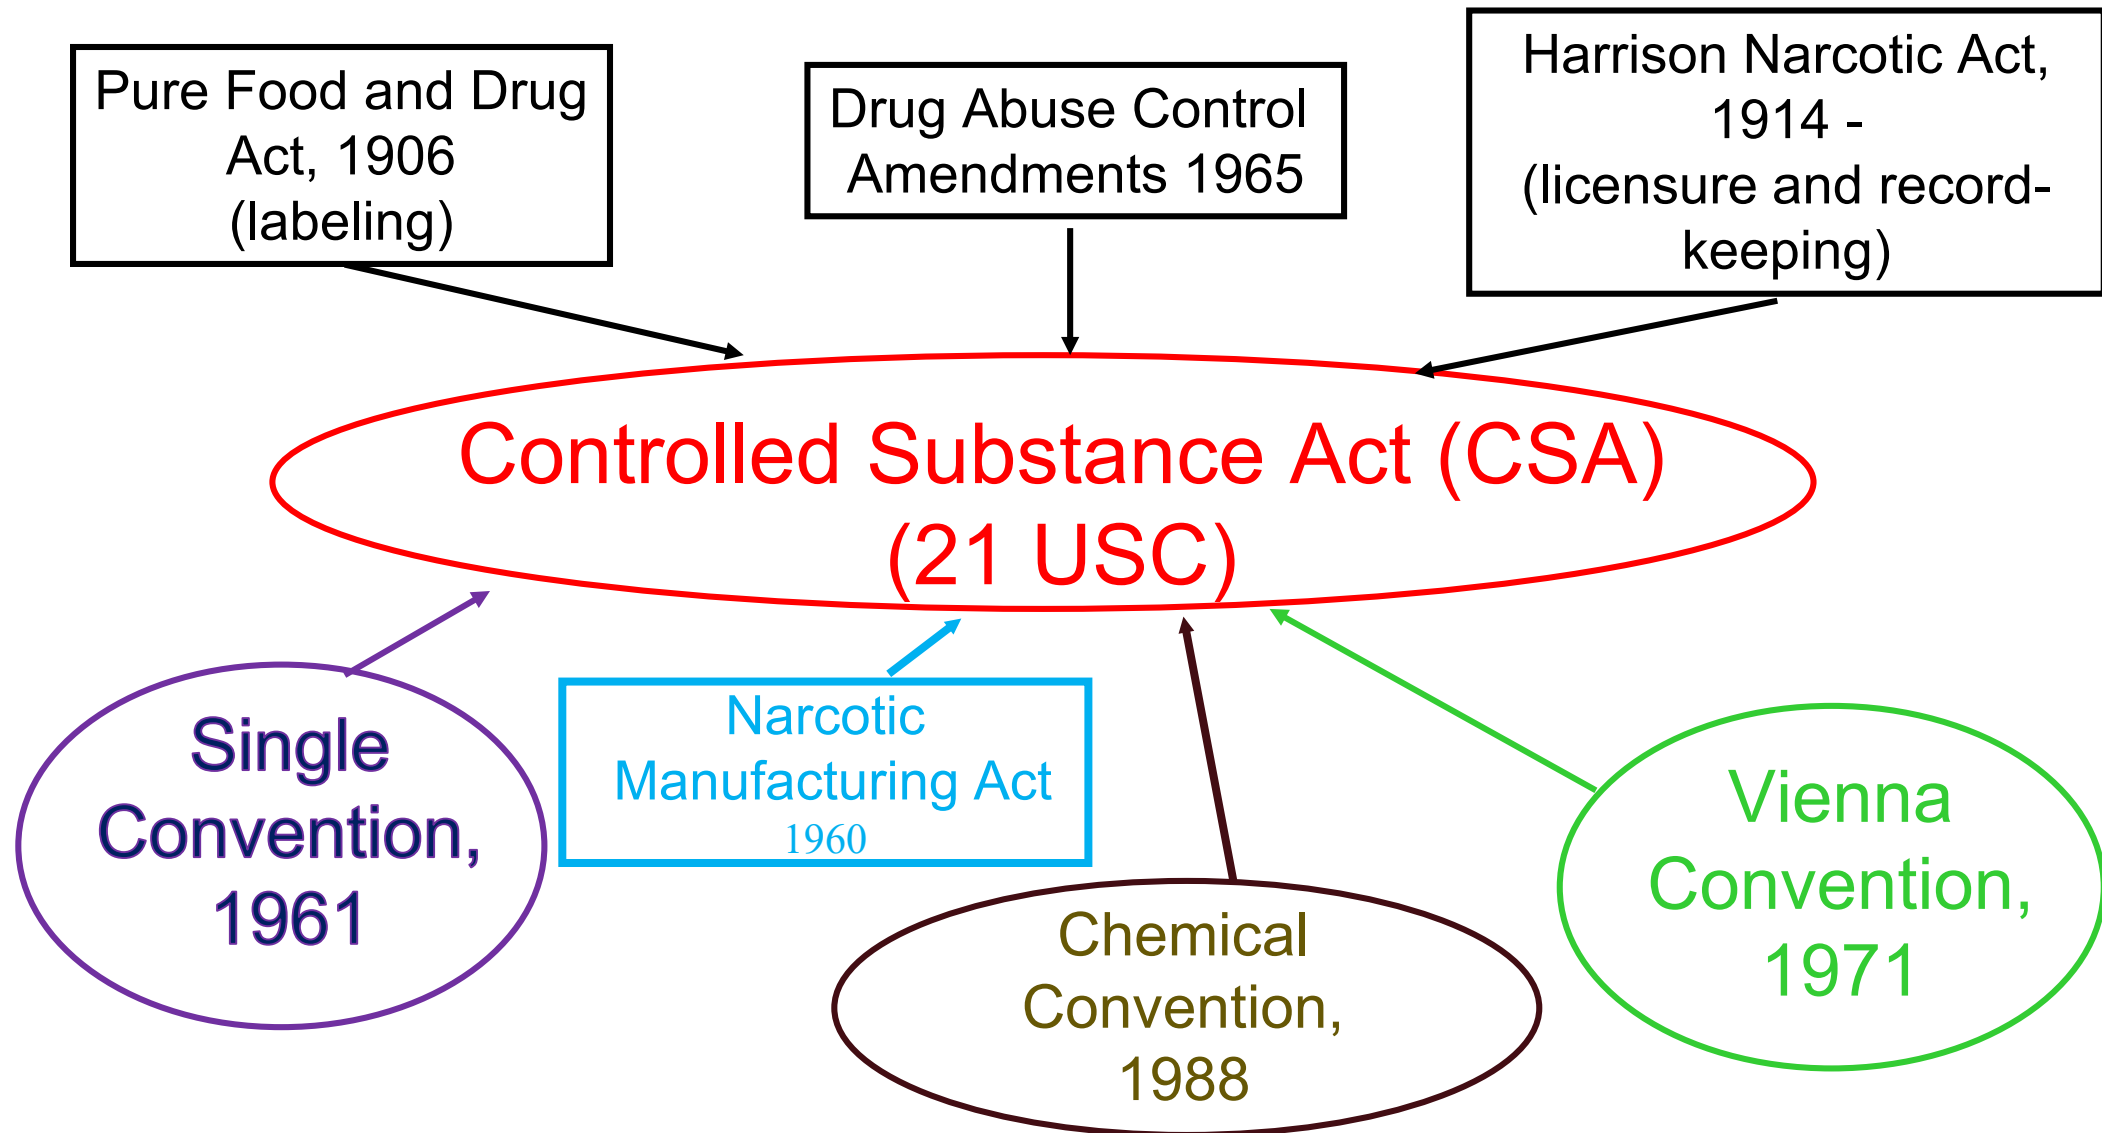 Pure Food and Drug
Act, 1906
(labeling)
Drug Abuse Control
Amendments 1965
Harrison Narcotic Act,
1914 -
(licensure and record-
keeping)
Controlled Substance Act (CSA)
(21 USC)
Single
Convention,
1961
Narcotic
Manufacturing Act
1960
Chemical
Convention,
1988
Vienna
Convention,
1971